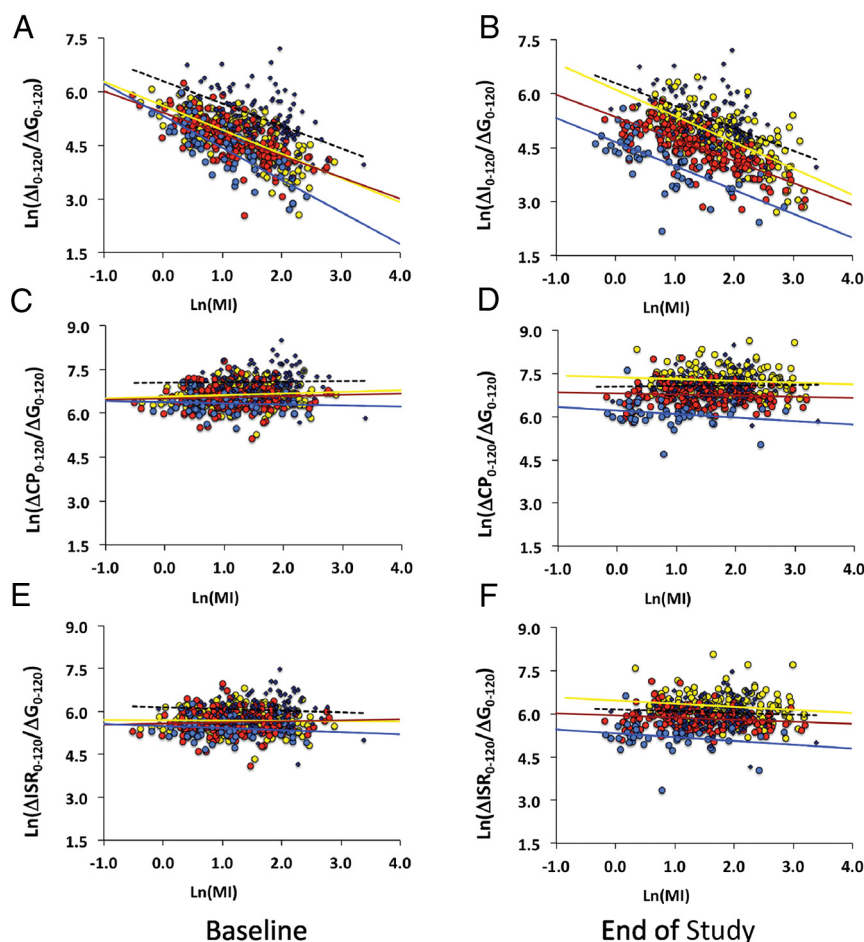 A
Ln(ΔI0-120/ΔG0-120)
7.5
6.0
4.5
3.0
1.5
-1.0 0.0 1.0 2.0 3.0 4.0
Ln(MI)
B
Ln(ΔI0-120/ΔG0-120)
7.5
6.0
4.5
3.0
1.5
-1.0 0.0 1.0 2.0 3.0 4.0
Ln(MI)
C
Ln(ΔCP0-120/ΔG0-120)
9.0
7.5
6.0
4.5
3.0
1.5
-1.0 0.0 1.0 2.0 3.0 4.0
Ln(MI)
D
Ln(ΔCP0-120/ΔG0-120)
9.0
7.5
6.0
4.5
3.0
1.5
-1.0 0.0 1.0 2.0 3.0 4.0
Ln(MI)
E
Ln(ΔISR0-120/ΔG0-120)
9.0
7.5
6.0
4.5
3.0
1.5
-1.0 0.0 1.0 2.0 3.0 4.0
Ln(MI)
F
Ln(ΔISR0-120/ΔG0-120)
9.0
7.5
6.0
4.5
3.0
1.5
-1.0 0.0 1.0 2.0 3.0 4.0
Ln(MI)
Baseline
End of Study